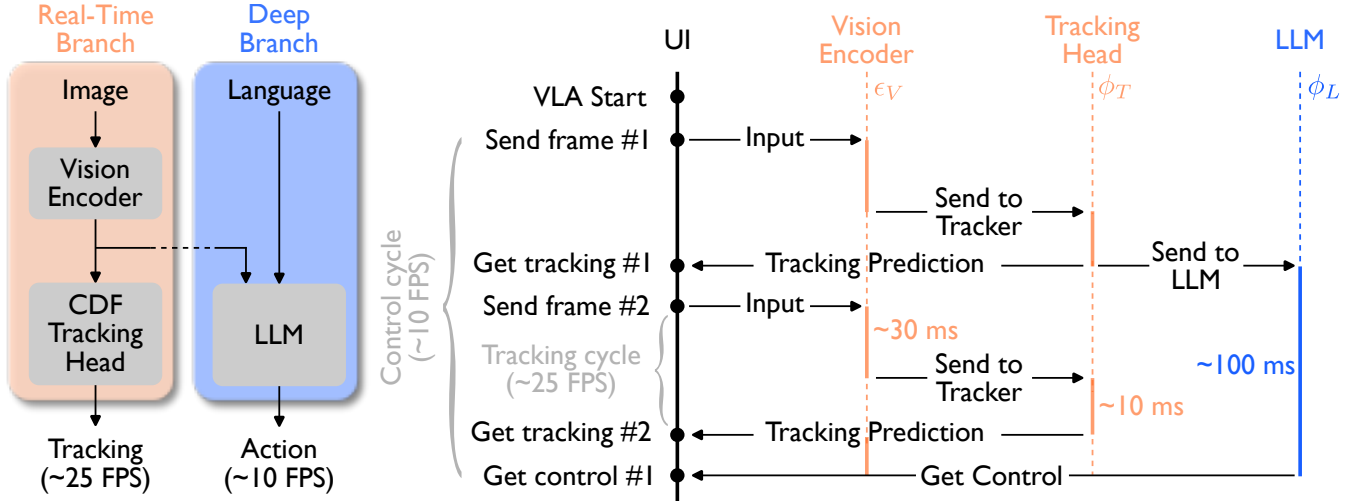 Real-Time
Branch
Image
Vision
Encoder
CDF
Tracking
Head
Tracking
(~25 FPS)
Deep
Branch
Language
LLM
Action
(~10 FPS)
UI
Vision
Encoder
Tracking
Head
LLM
ϵ_V
ϕ_T
ϕ_L
VLA Start
Send frame #1
Input
Send to
Tracker
Get tracking #1
Tracking Prediction
Send to
LLM
Send frame #2
Input
Control cycle
(~10 FPS)
Tracking cycle
(~25 FPS)
~30 ms
~100 ms
Send to
Tracker
~10 ms
Get tracking #2
Tracking Prediction
Get control #1
Get Control